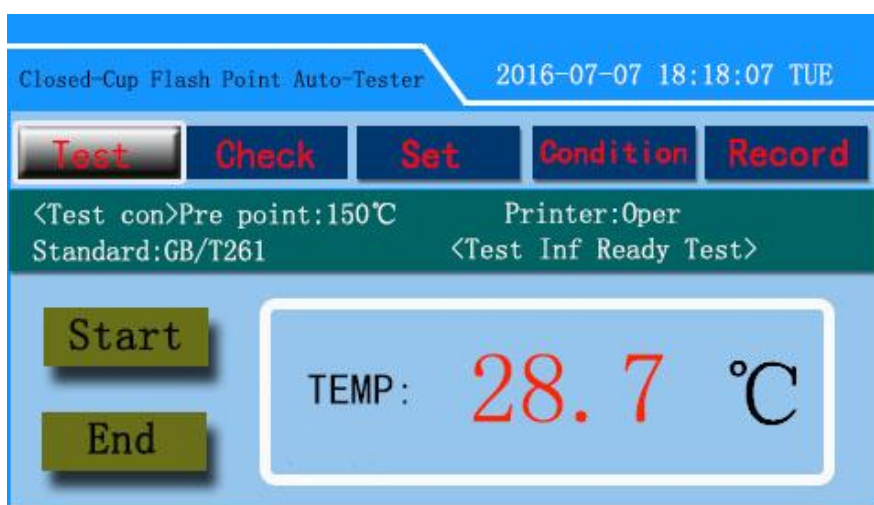 Closed-Cup Flash Point Auto-Tester
2016-07-07 18:18:07 TUE
Test Check Set Condition Record
<Test con>Pre point:150℃ Printer:Oper
Standard:GB/T261 <Test Inf Ready Test>
Start
TEMP: 28.7 ℃
End